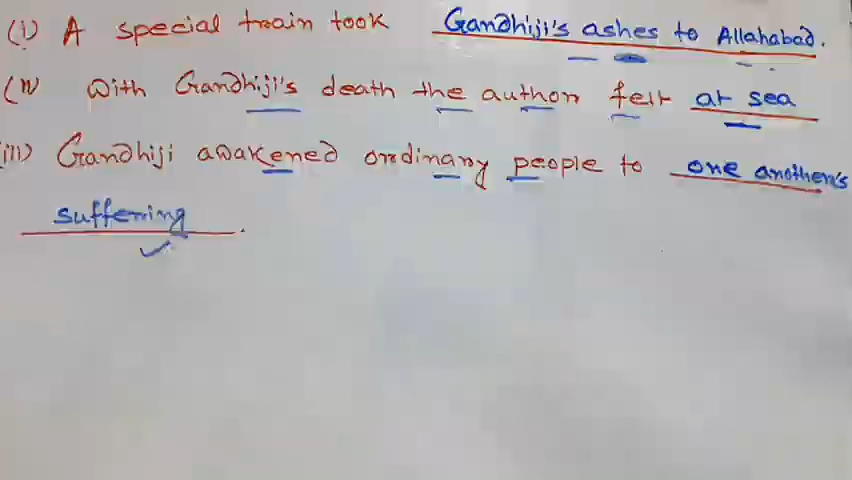 (i) A special train took Gandhiji's ashes to Allahabad.
(ii with Gandhiji's death the author felt at sea
(iii) Gandhiji awakened ordinary people to one another's
suffering.